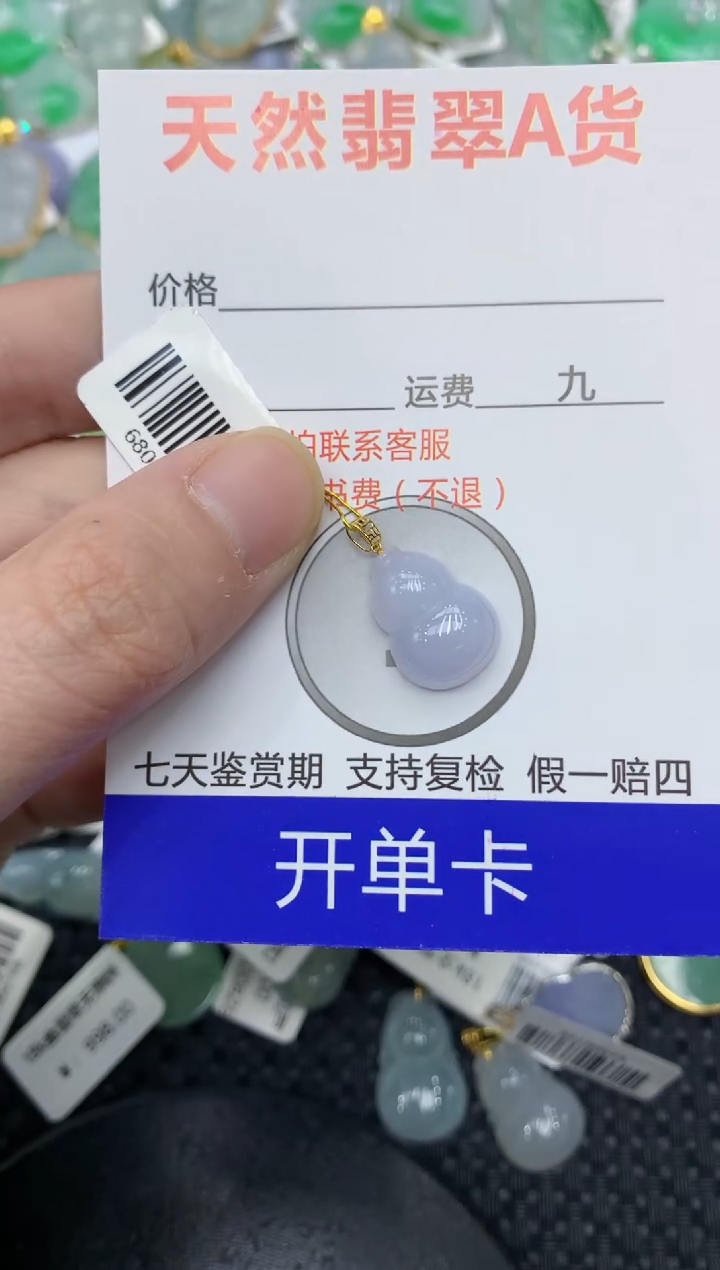 天然翡翠A货
价格
运费 九
拍联系客服
680
书费（不退）
七天鉴赏期 支持复检 假一赔四
开单卡